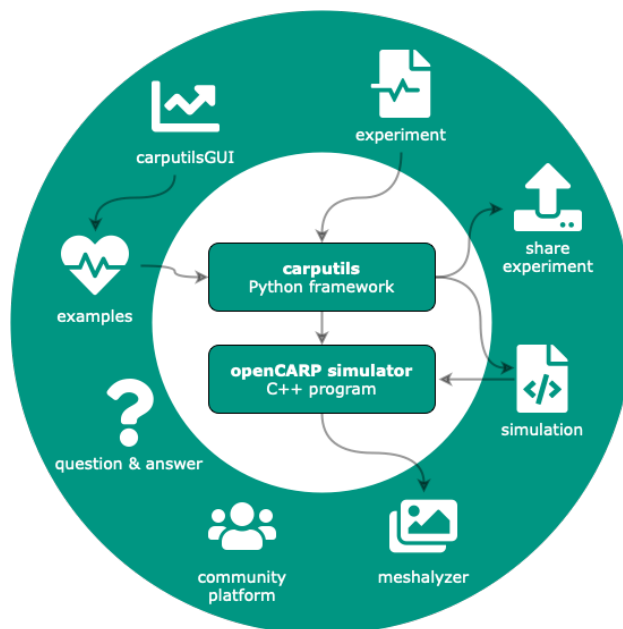 experiment
carputilsGUI
share
experiment
carputils
Python framework
examples
openCARP simulator
C++ program
</>
simulation
question & answer
community
platform
meshalyzer